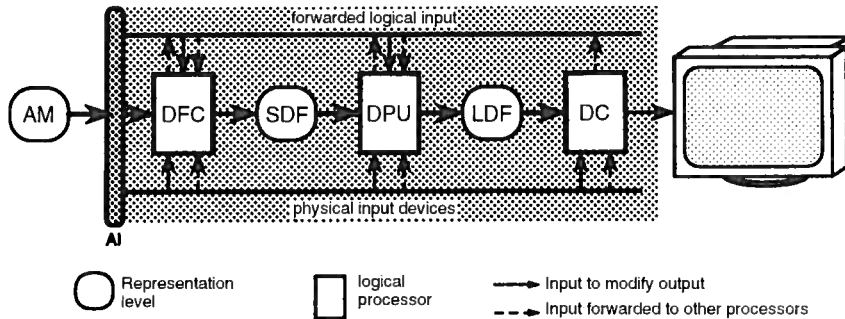 forwarded logical input
AM
DFC
SDF
DPU
LDF
DC
physical input devices
AI
Representation level
logical processor
Input to modify output
Input forwarded to other processors